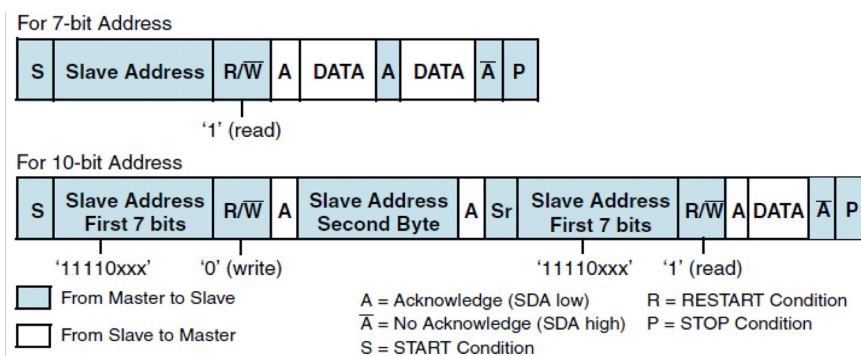 For 7-bit Address
S Slave Address R/W̅ A DATA A DATA A̅ P
'1' (read)
For 10-bit Address
S Slave Address First 7 bits R/W̅ A Slave Address Second Byte A Sr Slave Address First 7 bits R/W̅ A DATA A̅ P
'11110xxx' '0' (write) '11110xxx' '1' (read)
From Master to Slave
From Slave to Master
A = Acknowledge (SDA low)
A̅ = No Acknowledge (SDA high)
S = START Condition
R = RESTART Condition
P = STOP Condition